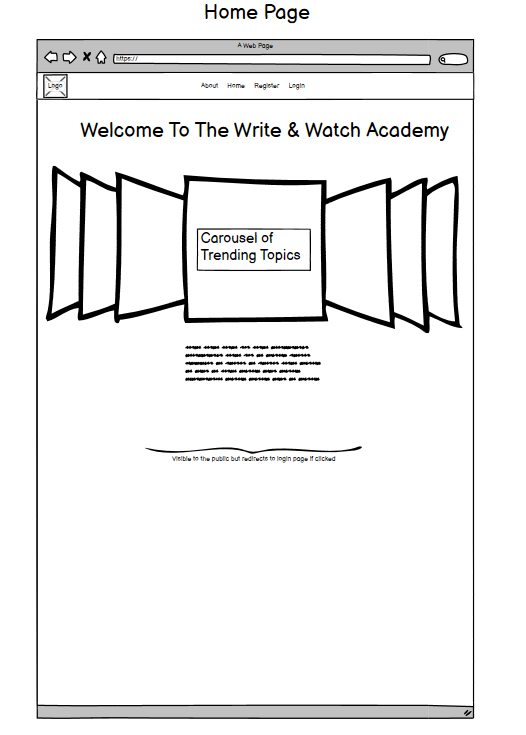 Home Page
A Web Page
https://
Logo
About Home Register Login
Welcome To The Write & Watch Academy
Carousel of
Trending Topics
Visible to the public but redirects to login page if clicked